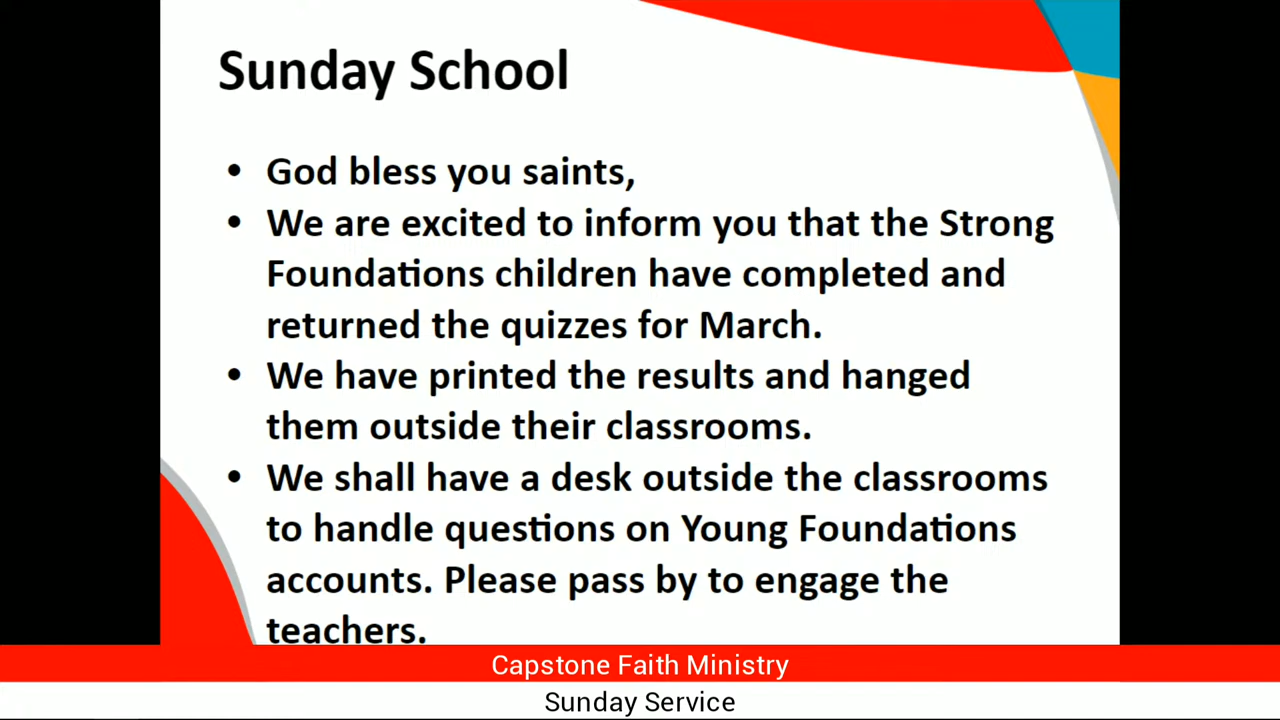 Sunday School
• God bless you saints,
• We are excited to inform you that the Strong
Foundations children have completed and
returned the quizzes for March.
• We have printed the results and hanged
them outside their classrooms.
• We shall have a desk outside the classrooms
to handle questions on Young Foundations
accounts. Please pass by to engage the
teachers.
Capstone Faith Ministry
Sunday Service